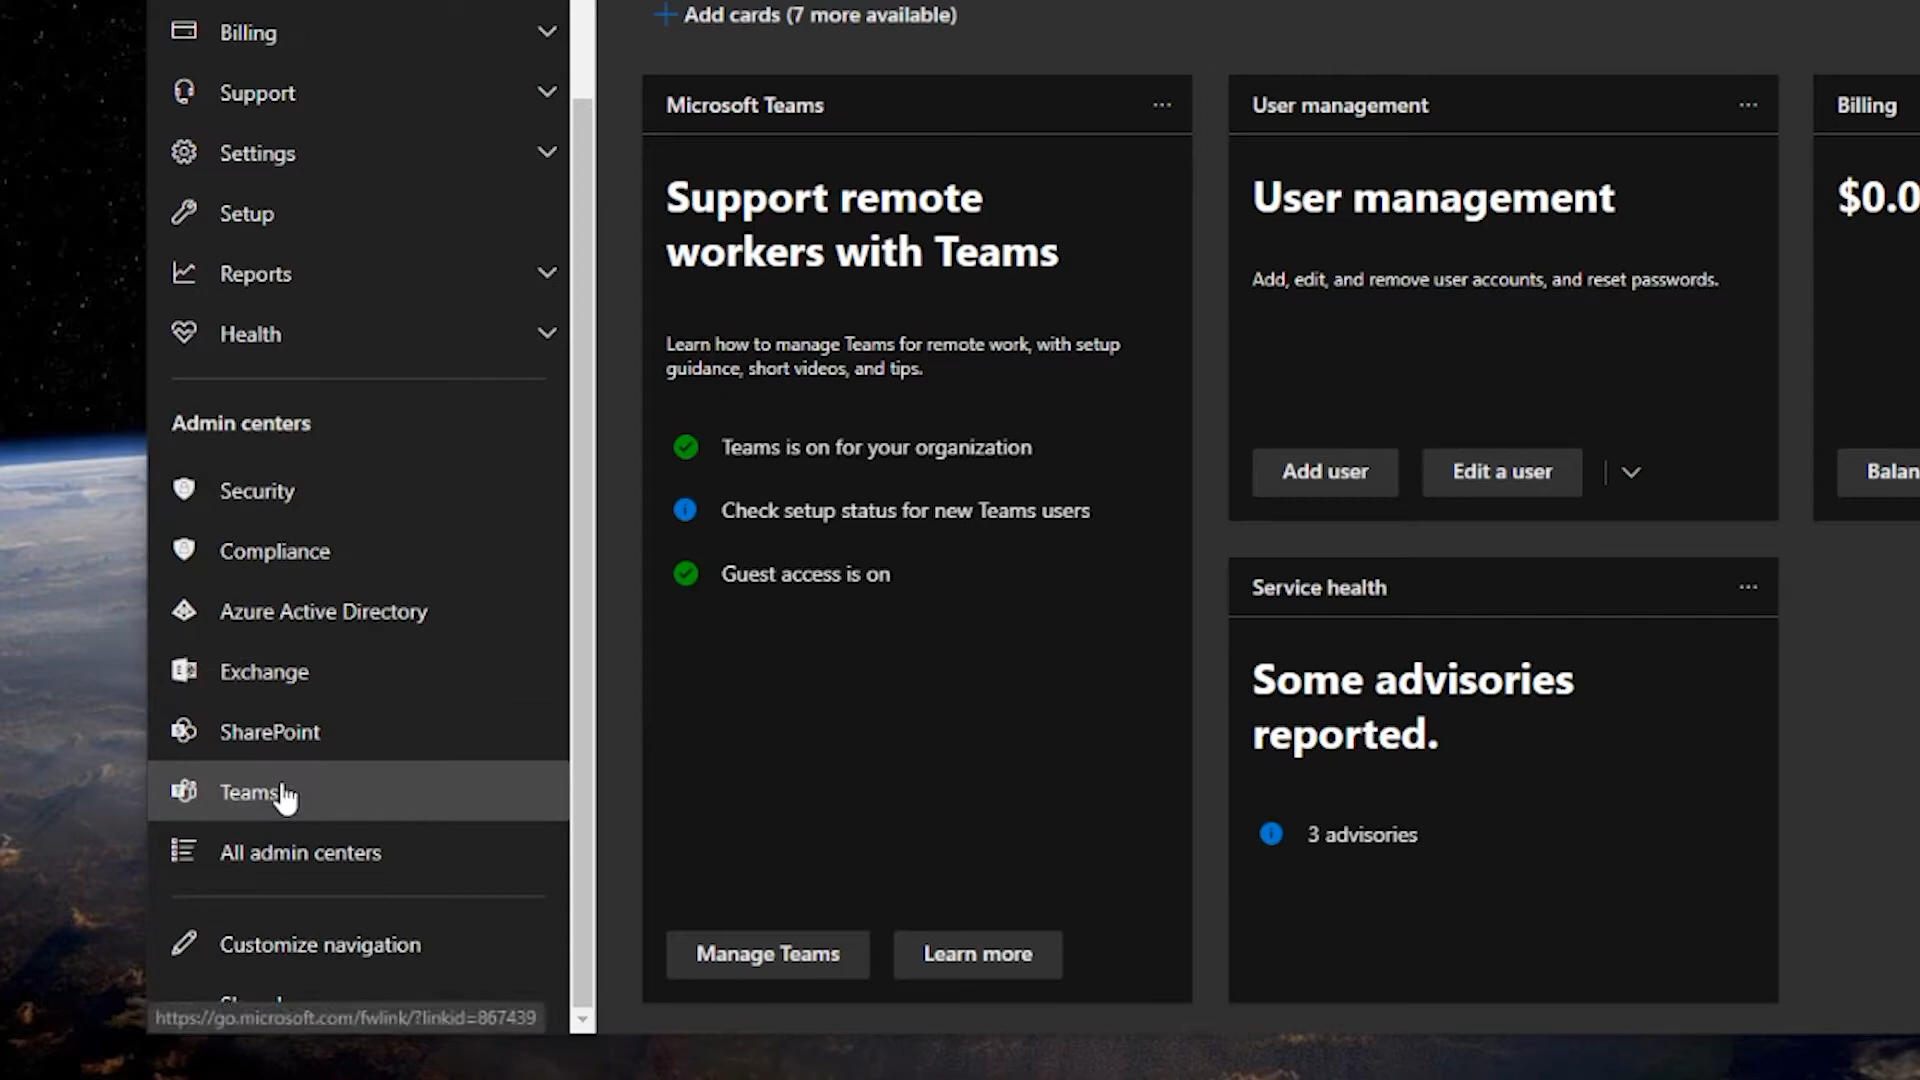 Billing
Support
Settings
Setup
Reports
Health
Admin centers
Security
Compliance
Azure Active Directory
Exchange
SharePoint
Teams
All admin centers
Customize navigation
https://go.microsoft.com/fwlink/?linkid=867439
Add cards (7 more available)
Microsoft Teams
Support remote
workers with Teams
Learn how to manage Teams for remote work, with setup
guidance, short videos, and tips.
Teams is on for your organization
Check setup status for new Teams users
Guest access is on
Manage Teams
Learn more
User management
User management
Add, edit, and remove user accounts, and reset passwords.
Add user
Edit a user
Service health
Some advisories
reported.
3 advisories
Billing
$0.0
Balan